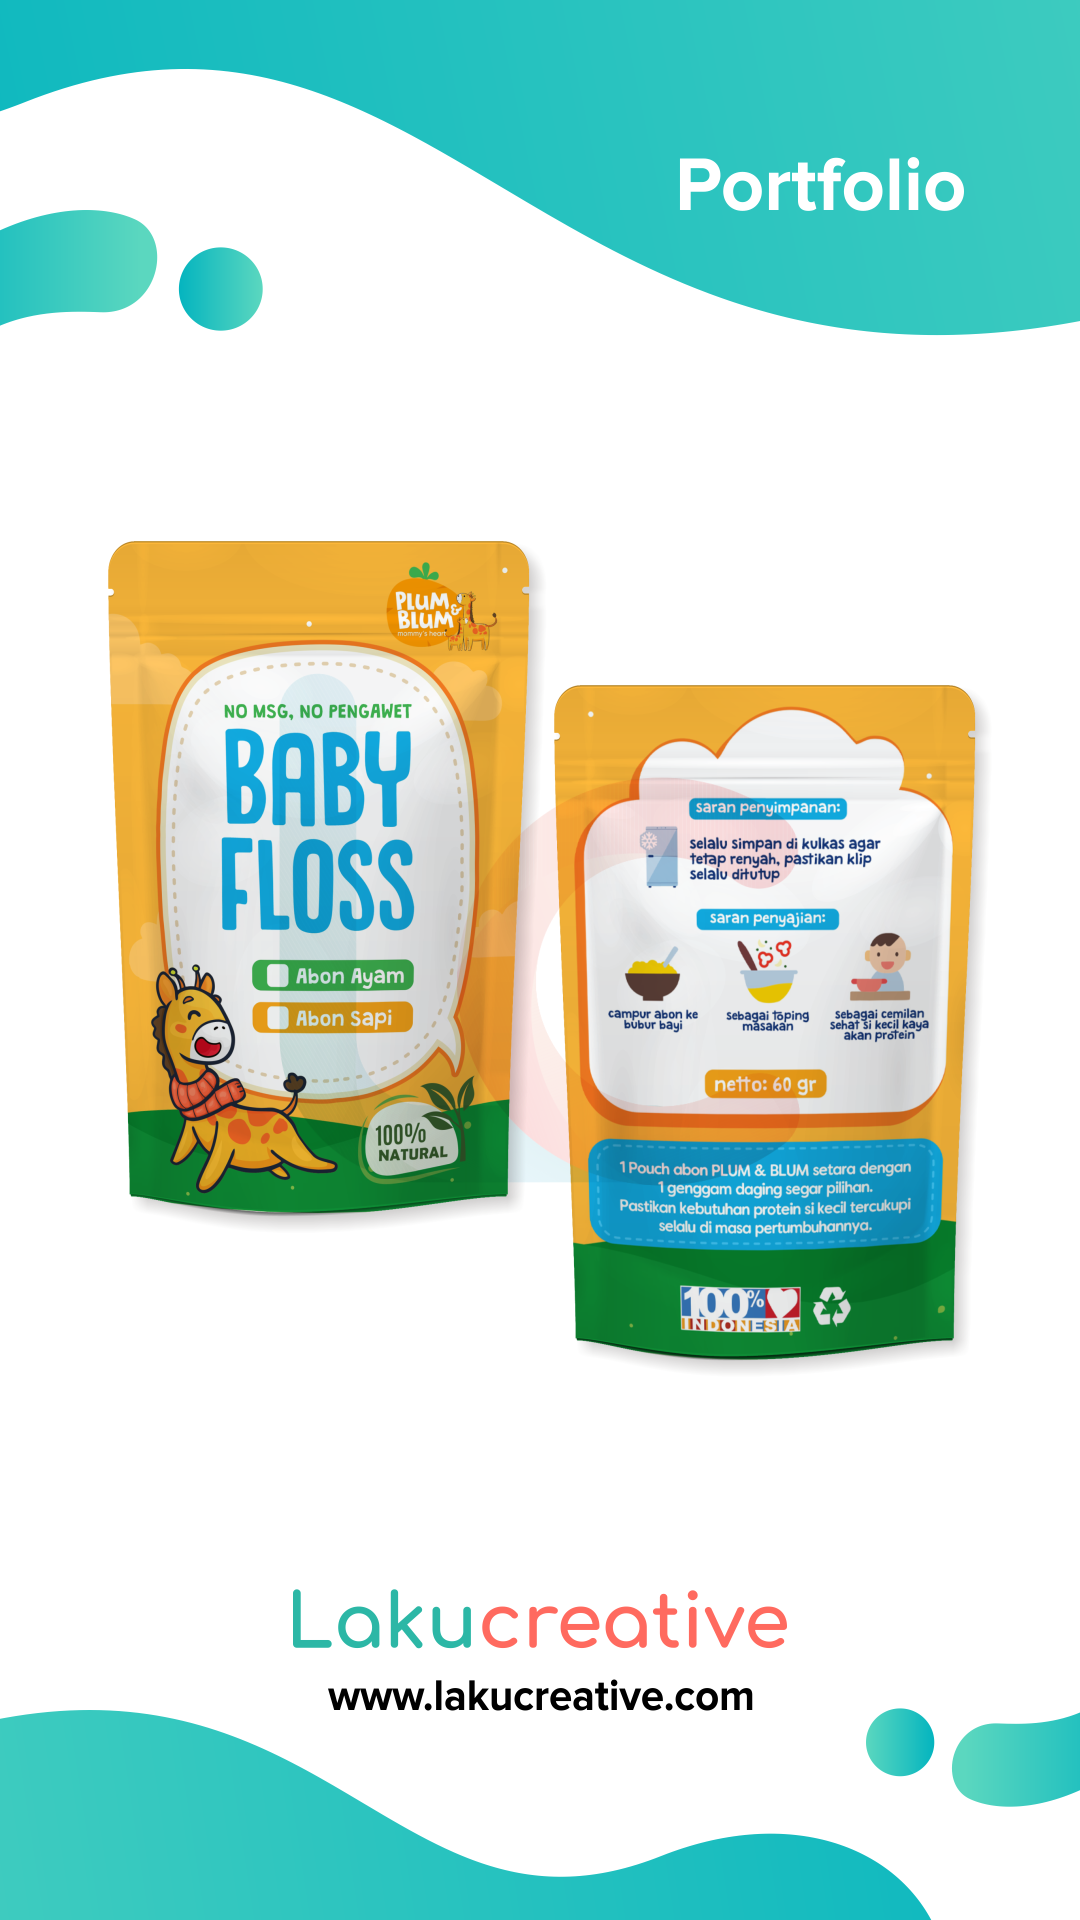 Portfolio
PLUM &
BLUM
mommy's heart
NO MSG, NO PENGAWET
BABY
FLOSS
Abon Ayam
Abon Sapi
100%
NATURAL
saran penyimpanan:
selalu simpan di kulkas agar
tetap renyah, pastikan klip
selalu ditutup
saran penyajian:
campur abon ke
bubur bayi
sebagai toping
masakan
sebagai cemilan
sehat si kecil kaya
akan protein
netto: 60 gr
1 Pouch abon PLUM & BLUM setara dengan
1 genggam daging segar pilihan.
Pastikan kebutuhan protein si kecil tercukupi
selalu di masa pertumbuhannya.
100%
INDONESIA
Lakucreative
www.lakucreative.com